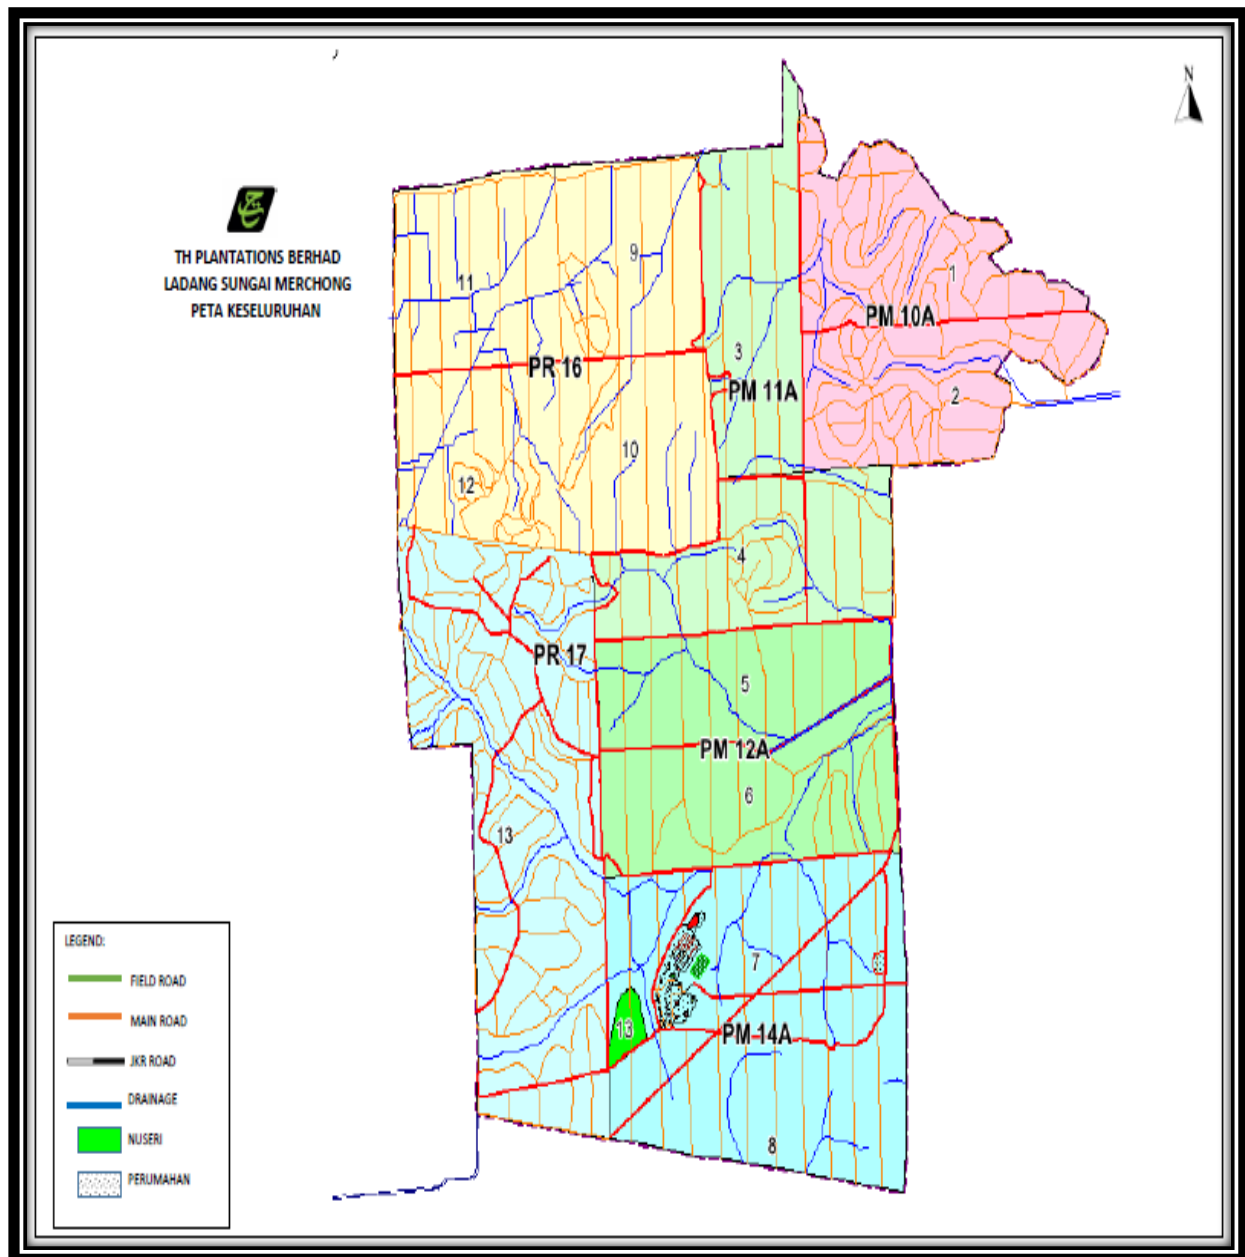 N
TH PLANTATIONS BERHAD
LADANG SUNGAI MERCHONG
PETA KESELURUHAN
9
11
1
PM 10A
3
PR 16
PM 11A
2
10
12
4
PR 17
5
PM 12A
6
13
7
13
PM 14A
8
LEGEND:
FIELD ROAD
MAIN ROAD
JKR ROAD
DRAINAGE
NUSERI
PERUMAHAN